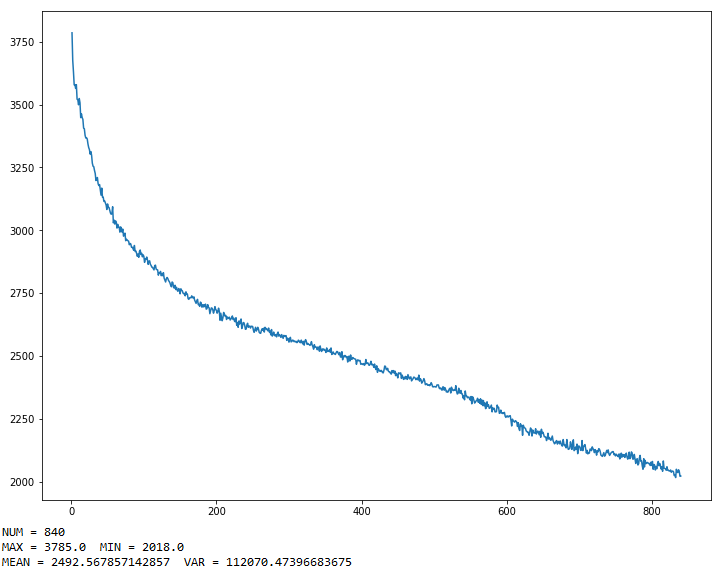 3750
3500
3250
3000
2750
2500
2250
2000
0 200 400 600 800
NUM = 840
MAX = 3785.0  MIN = 2018.0
MEAN = 2492.567857142857  VAR = 112070.47396683675